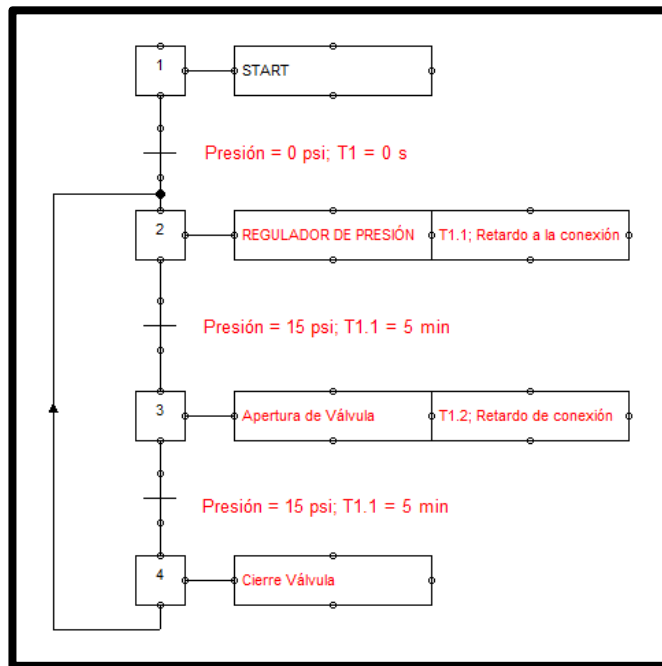 1
START
Presión = 0 psi; T1 = 0 s
2
REGULADOR DE PRESIÓN
T1.1; Retardo a la conexión
Presión = 15 psi; T1.1 = 5 min
3
Apertura de Válvula
T1.2; Retardo de conexión
Presión = 15 psi; T1.1 = 5 min
4
Cierre Válvula